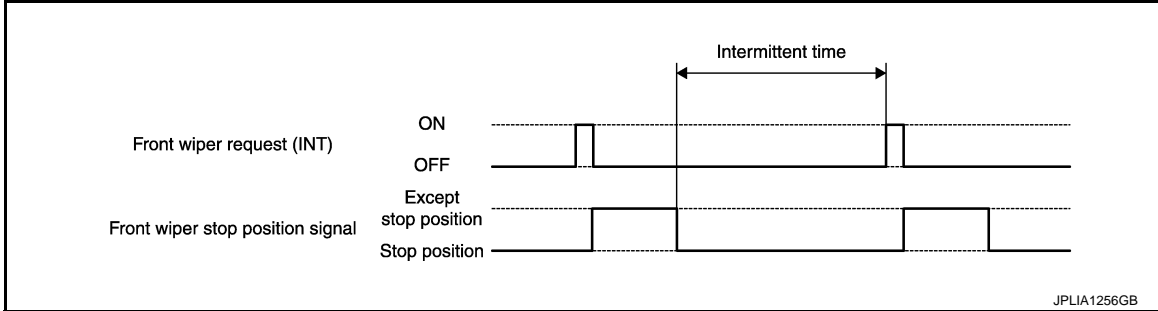 Intermittent time
ON
Front wiper request (INT)
OFF
Except
stop position
Front wiper stop position signal
Stop position
JPLIA1256GB